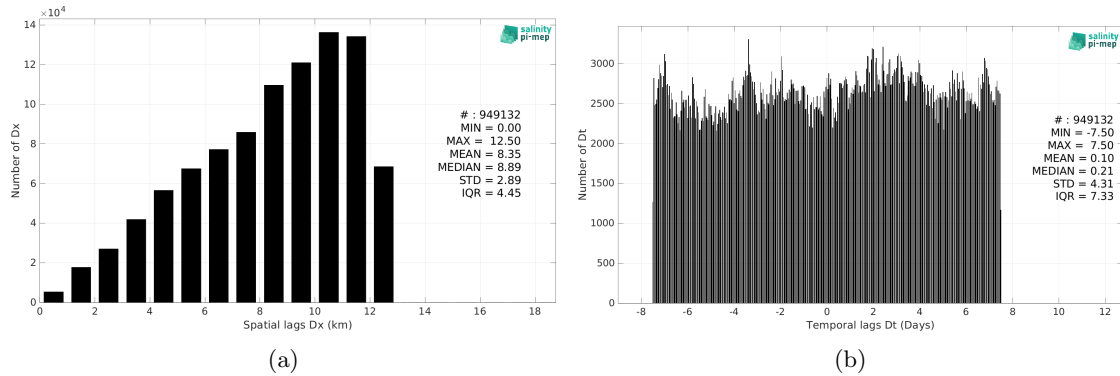 ×10⁴
14
12
10
8
6
4
2
0
Number of Dx
0 2 4 6 8 10 12 14 16 18
Spatial lags Dx (km)
salinity
pi-mep
# : 949132
MIN = 0.00
MAX = 12.50
MEAN = 8.35
MEDIAN = 8.89
STD = 2.89
IQR = 4.45
(a)
3000
2500
2000
1500
1000
500
0
Number of Dt
-8 -6 -4 -2 0 2 4 6 8 10 12
Temporal lags Dt (Days)
salinity
pi-mep
# : 949132
MIN = -7.50
MAX = 7.50
MEAN = 0.10
MEDIAN = 0.21
STD = 4.31
IQR = 7.33
(b)